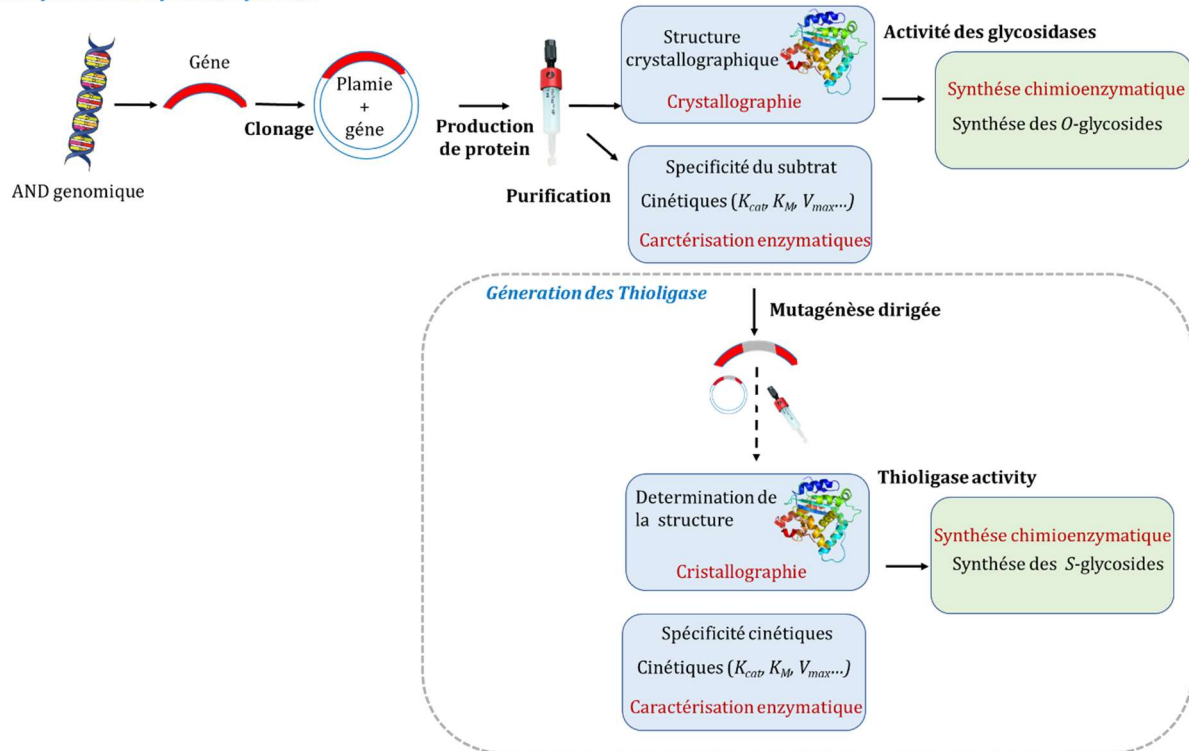 Géne
AND genomique
Clonage
Plamie
+
géne
Production
de protein
Purification
Structure
crystallographique
Crystallographie
Specificité du subtrat
Cinétiques (Kcat, KM, Vmax...)
Carctérisation enzymatiques
Activité des glycosidases
Synthése chimioenzymatique
Synthése des O-glycosides
Géneration des Thioligase
Mutagénèse dirigée
Determination de
la structure
Cristallographie
Spécificité cinétiques
Cinétiques (Kcat, KM, Vmax...)
Caractérisation enzymatique
Thioligase activity
Synthése chimioenzymatique
Synthése des S-glycosides